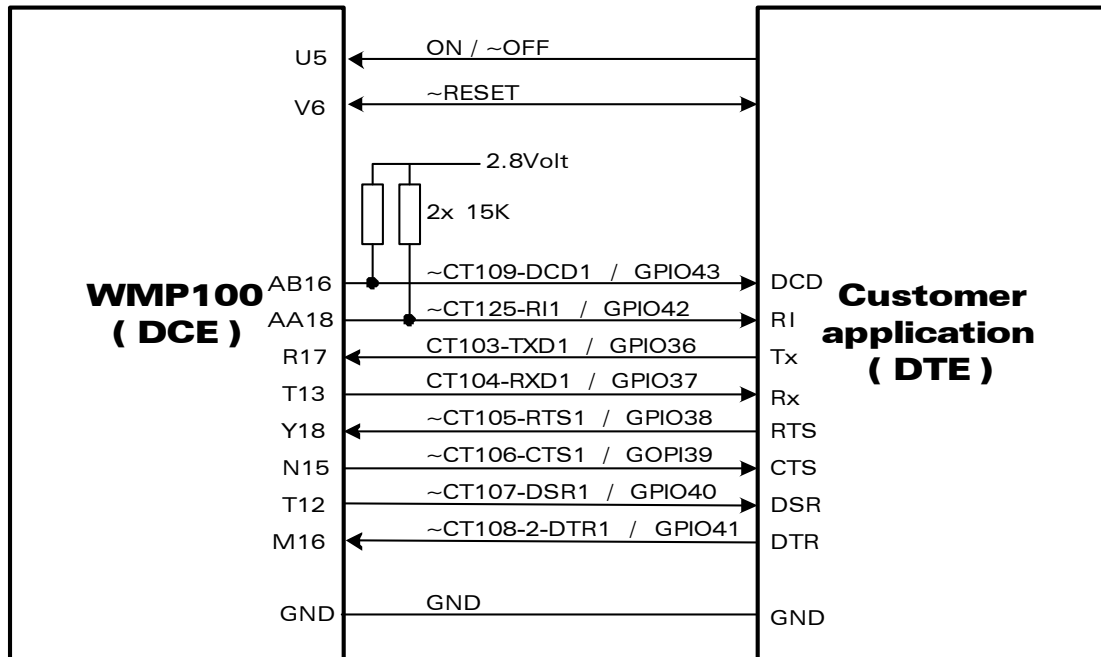 U5 ON / ~OFF
V6 ~RESET
2.8Volt
2x 15K
WMP100
( DCE )
Customer
application
( DTE )
AB16 ~CT109-DCD1 / GPIO43 DCD
AA18 ~CT125-RI1 / GPIO42 RI
R17 CT103-TXD1 / GPIO36 Tx
T13 CT104-RXD1 / GPIO37 Rx
Y18 ~CT105-RTS1 / GPIO38 RTS
N15 ~CT106-CTS1 / GOPI39 CTS
T12 ~CT107-DSR1 / GPIO40 DSR
M16 ~CT108-2-DTR1 / GPIO41 DTR
GND GND GND